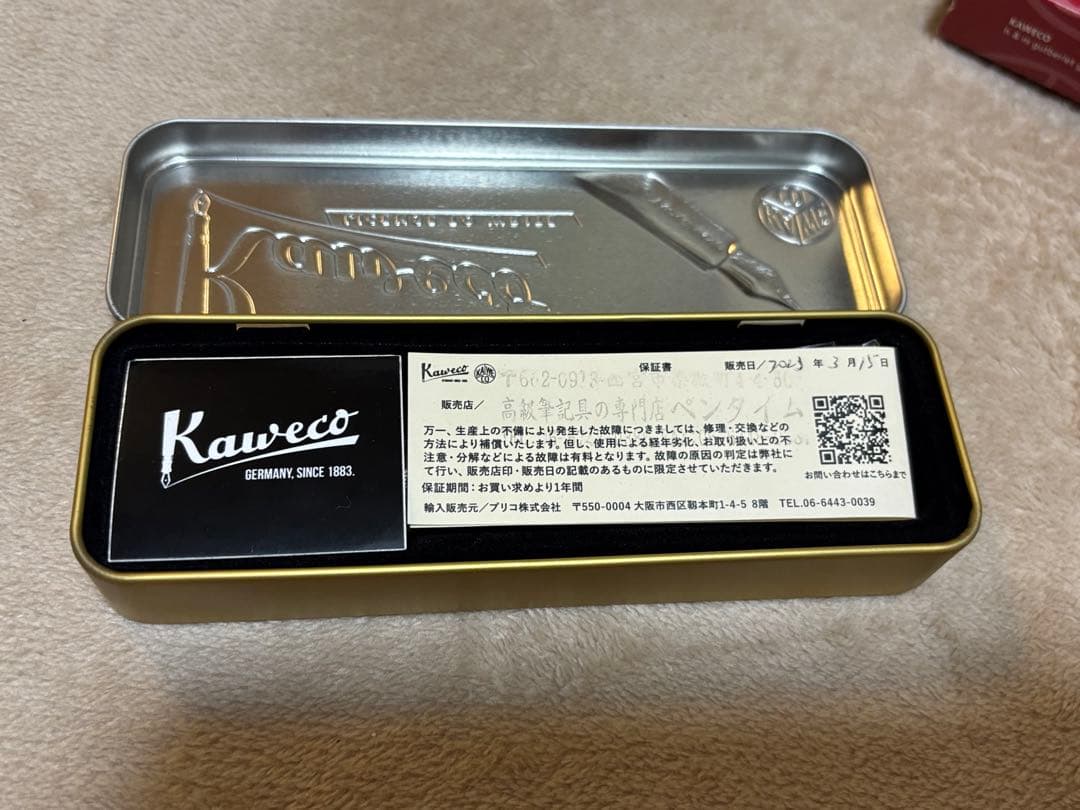 KAWECO
Kaweco
GERMANY, SINCE 1883.
Kaweco
保証書
販売日/2023年3月15日
販売店/
高級筆記具の専門店ペンタイム
万一、生産上の不備により発生した故障につきましては、修理・交換などの
方法により補償いたします。但し、使用による経年劣化、お取り扱い上の不
注意・分解などによる故障は有料となります。故障の原因の判定は弊社に
て行い、販売店印・販売日の記載のあるものに限定させていただきます。
保証期間:お買い求めより1年間
お問い合わせはこちらまで
輸入販売元/プリコ株式会社 〒550-0004 大阪市西区靱本町1-4-5 8階 TEL.06-6443-0039